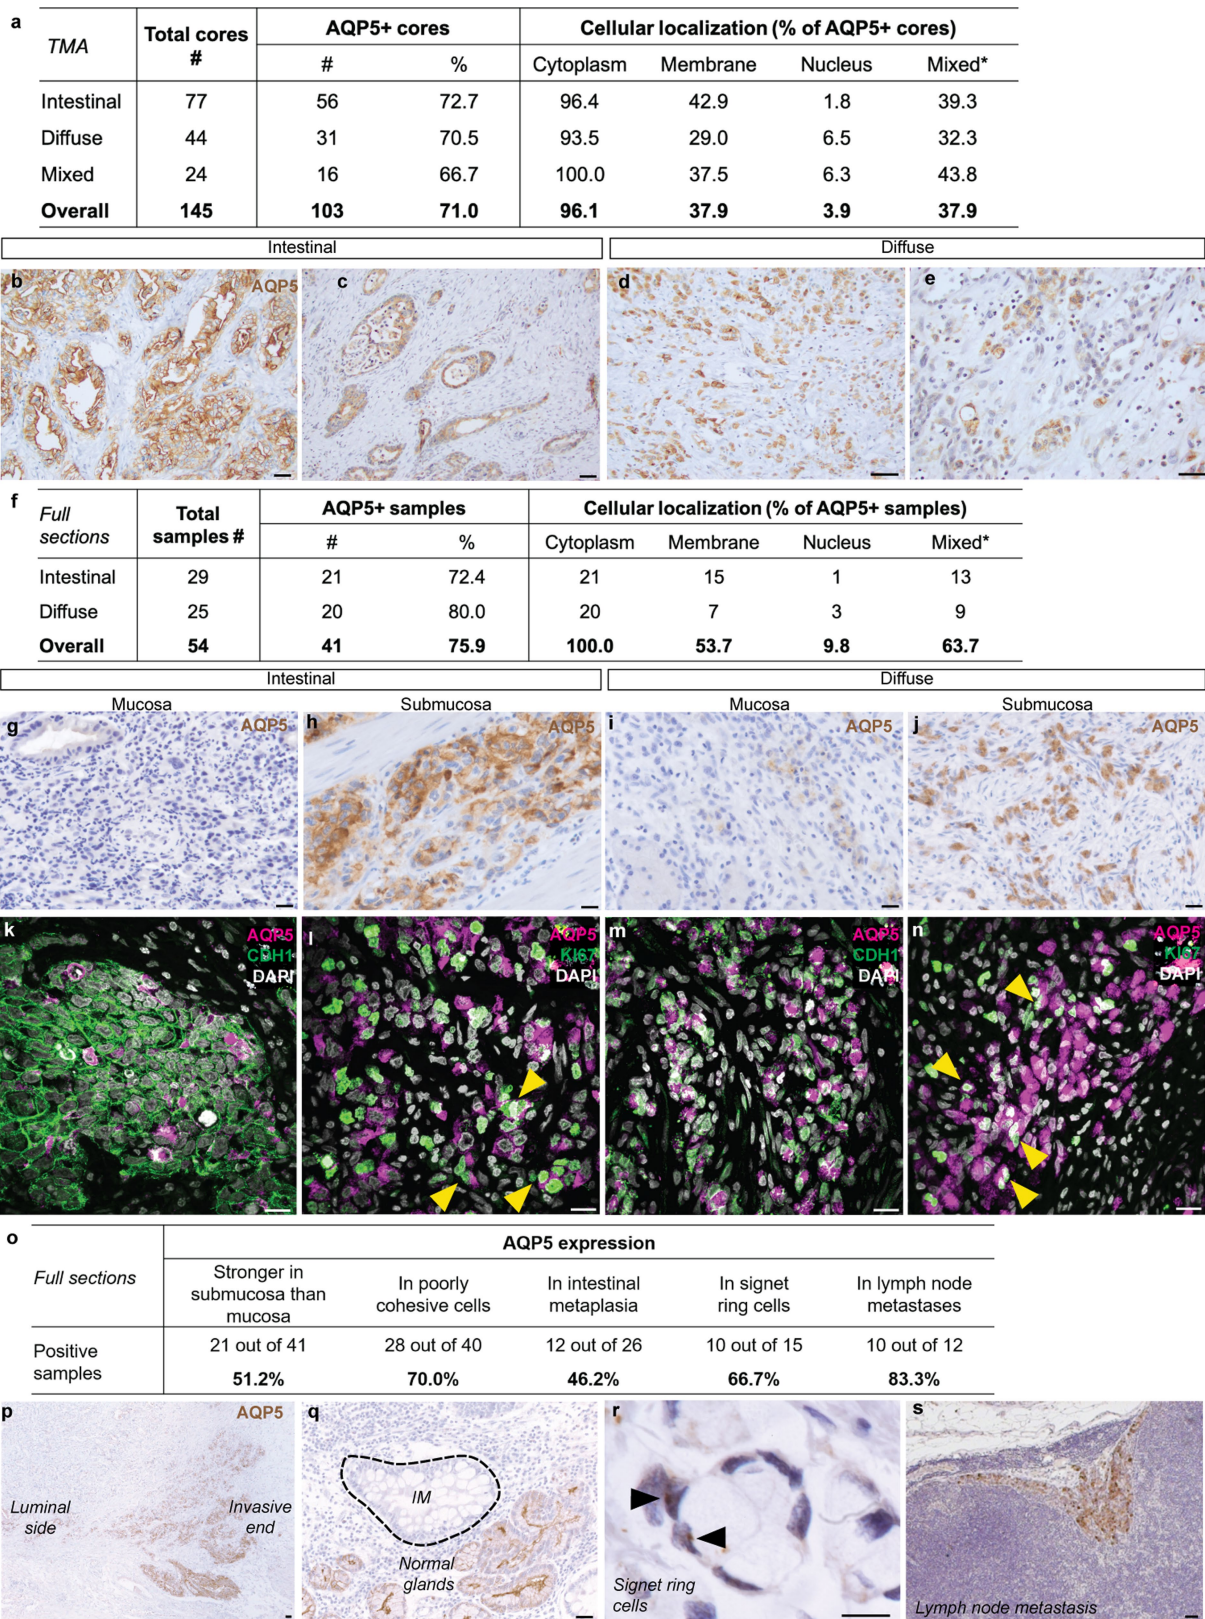 a
TMA Total cores # AQP5+ cores Cellular localization (% of AQP5+ cores)
# % Cytoplasm Membrane Nucleus Mixed*
Intestinal 77 56 72.7 96.4 42.9 1.8 39.3
Diffuse 44 31 70.5 93.5 29.0 6.5 32.3
Mixed 24 16 66.7 100.0 37.5 6.3 43.8
Overall 145 103 71.0 96.1 37.9 3.9 37.9
Intestinal Diffuse
b AQP5 c d e
f
Full sections Total samples # AQP5+ samples Cellular localization (% of AQP5+ samples)
# % Cytoplasm Membrane Nucleus Mixed*
Intestinal 29 21 72.4 21 15 1 13
Diffuse 25 20 80.0 20 7 3 9
Overall 54 41 75.9 100.0 53.7 9.8 63.7
Intestinal Diffuse
Mucosa Submucosa Mucosa Submucosa
g AQP5 h AQP5 i AQP5 j AQP5
k AQP5 l AQP5 m AQP5 n AQP5
CDH1 KI67 CDH1 KI67
DAPI DAPI DAPI DAPI
o
AQP5 expression
Full sections Stronger in submucosa than mucosa In poorly cohesive cells In intestinal metaplasia In signet ring cells In lymph node metastases
Positive samples 21 out of 41 28 out of 40 12 out of 26 10 out of 15 10 out of 12
51.2% 70.0% 46.2% 66.7% 83.3%
p AQP5 q r s
Luminal side Invasive end
IM
Normal glands
Signet ring cells
Lymph node metastasis